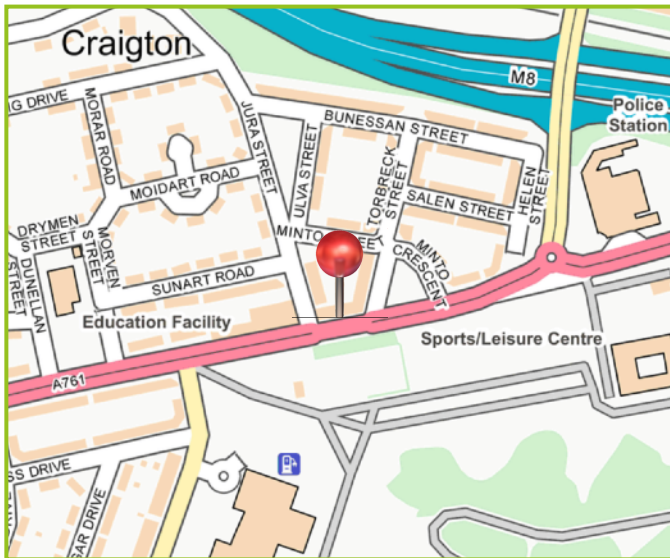 Craigton
M8
Police
Station
NG DRIVE
MORAR ROAD
JURA STREET
BUNESSAN STREET
ULVA STREET
TORBRECK
STREET
SALEN STREET
HELEN
STREET
MOIDART ROAD
DRYMEN
STREET
MORVEN
STREET
DUNELLAN
STREET
MINTO
MINTO
CRESCENT
SUNART ROAD
Education Facility
Sports/Leisure Centre
A761
SS DRIVE
DRIVE